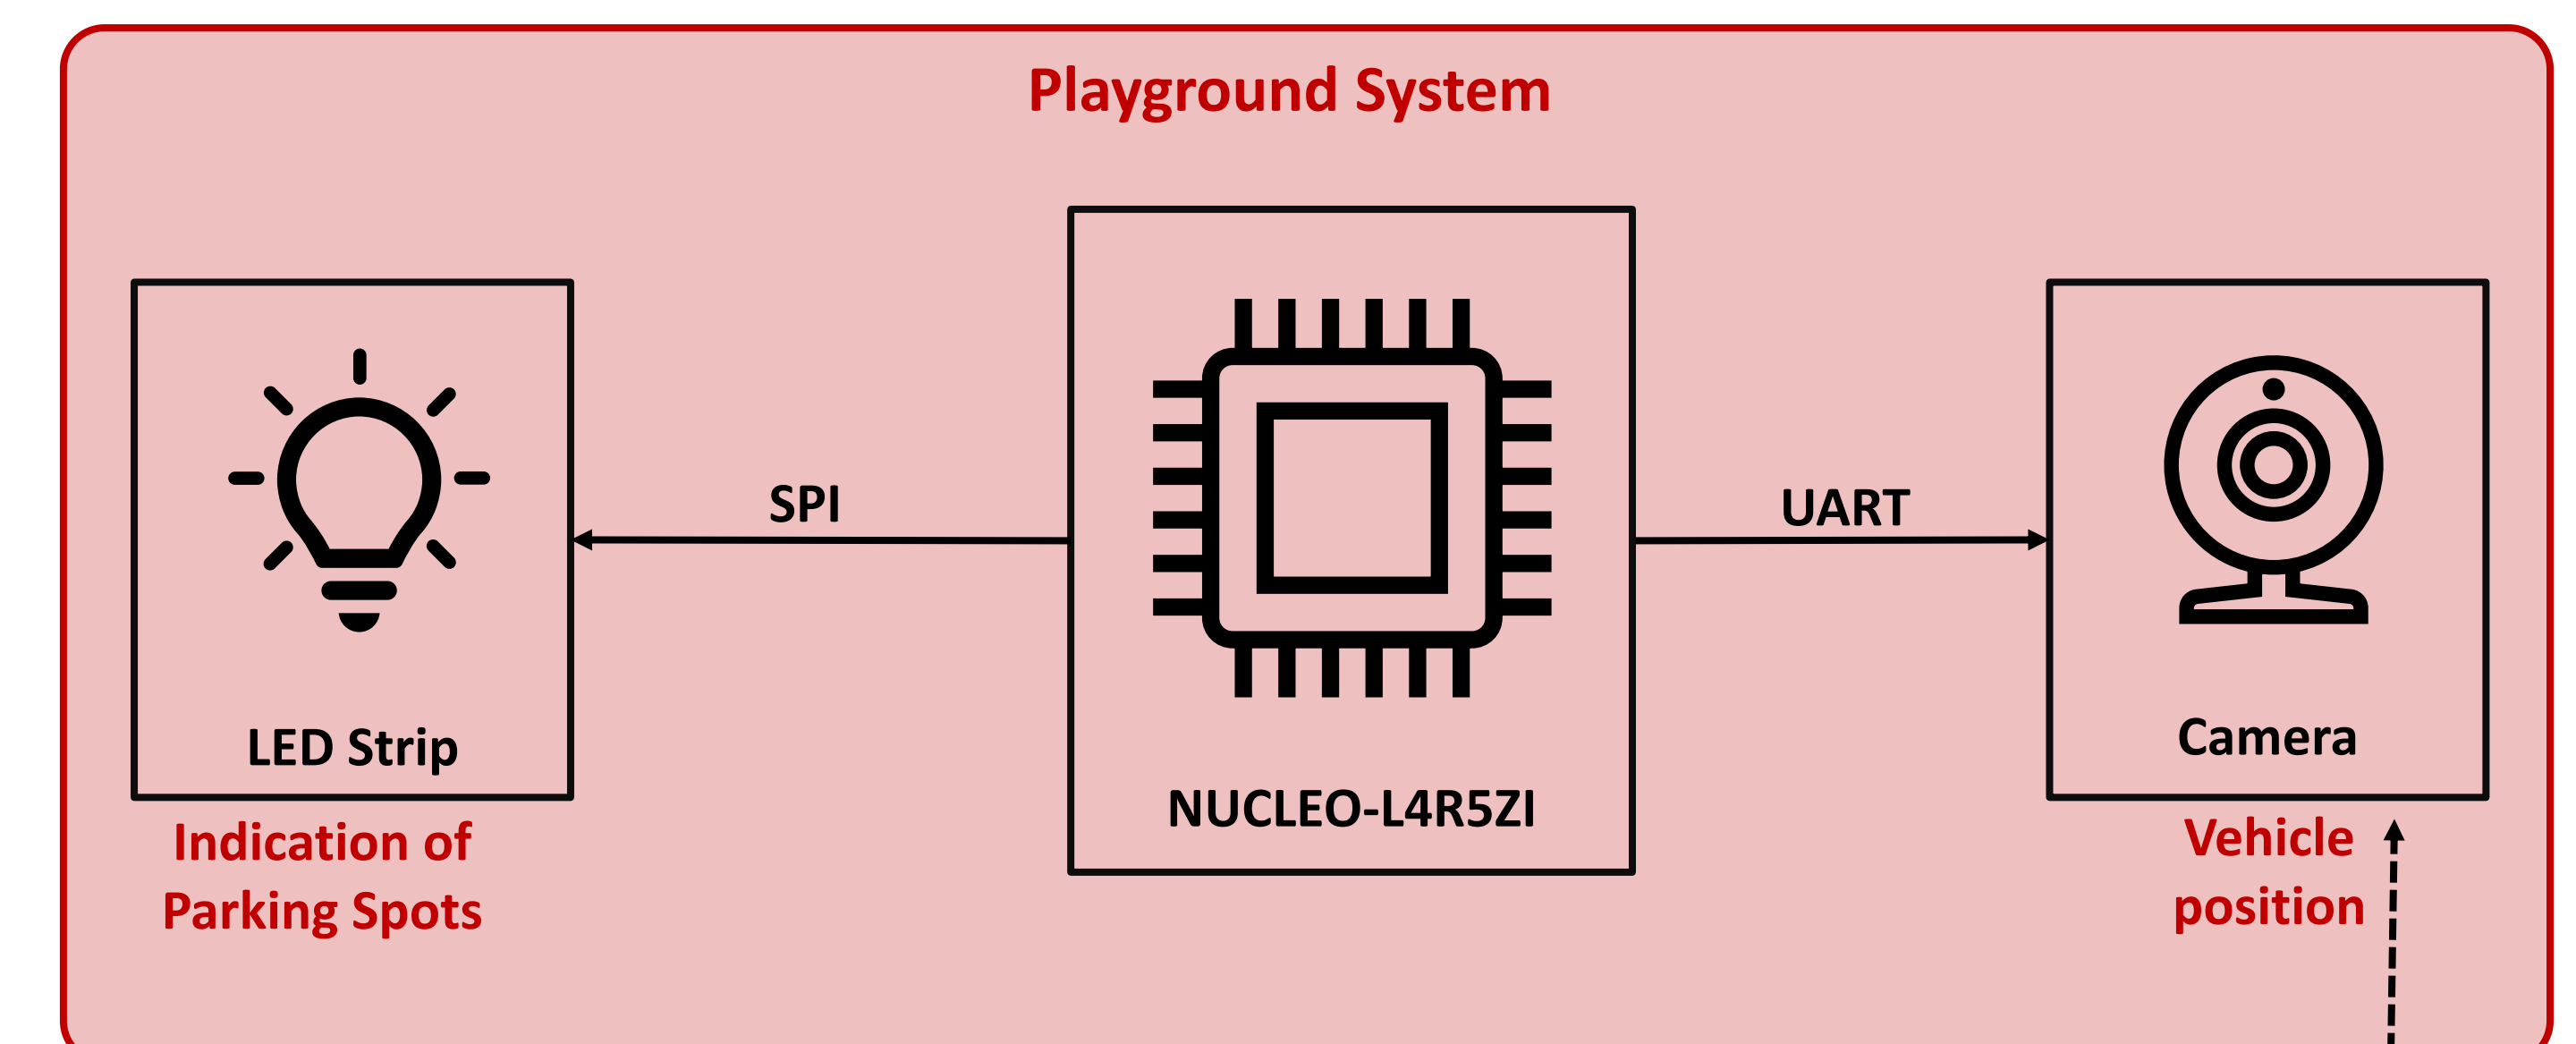 Playground System
SPI
UART
LED Strip
NUCLEO-L4R5ZI
Camera
Indication of
Parking Spots
Vehicle
position